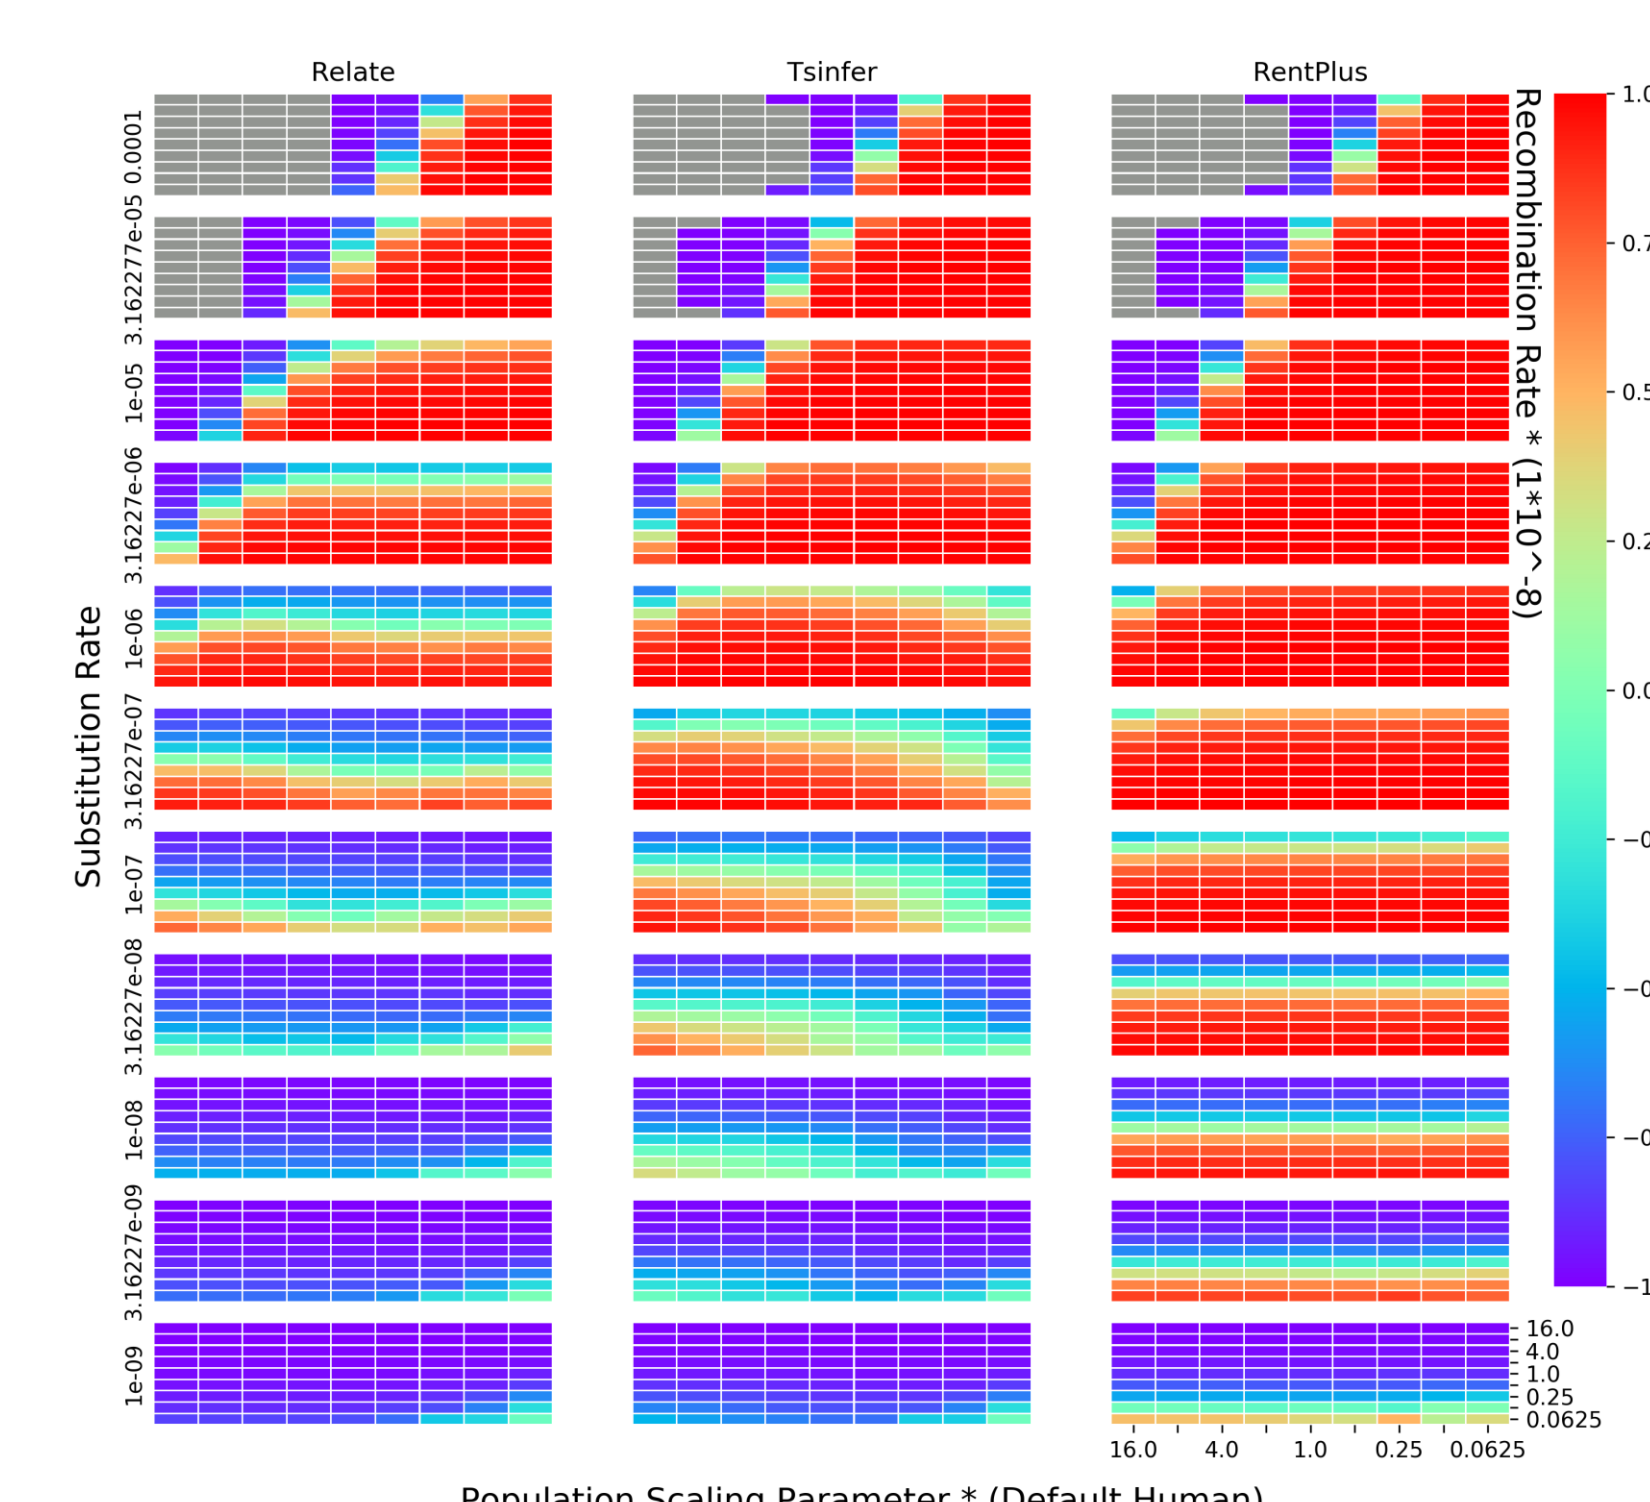 Relate Tsinfer RentPlus
Substitution Rate
0.0001
3.16227e-05
1e-05
3.16227e-06
1e-06
3.16227e-07
1e-07
3.16227e-08
1e-08
3.16227e-09
1e-09
Recombination Rate * (1*10^-8)
1.0
0.7
0.5
0.2
0.0
−0
−0
−0
−1
16.0
4.0
1.0
0.25
0.0625
16.0 4.0 1.0 0.25 0.0625
Population Scaling Parameter * (Default Human)